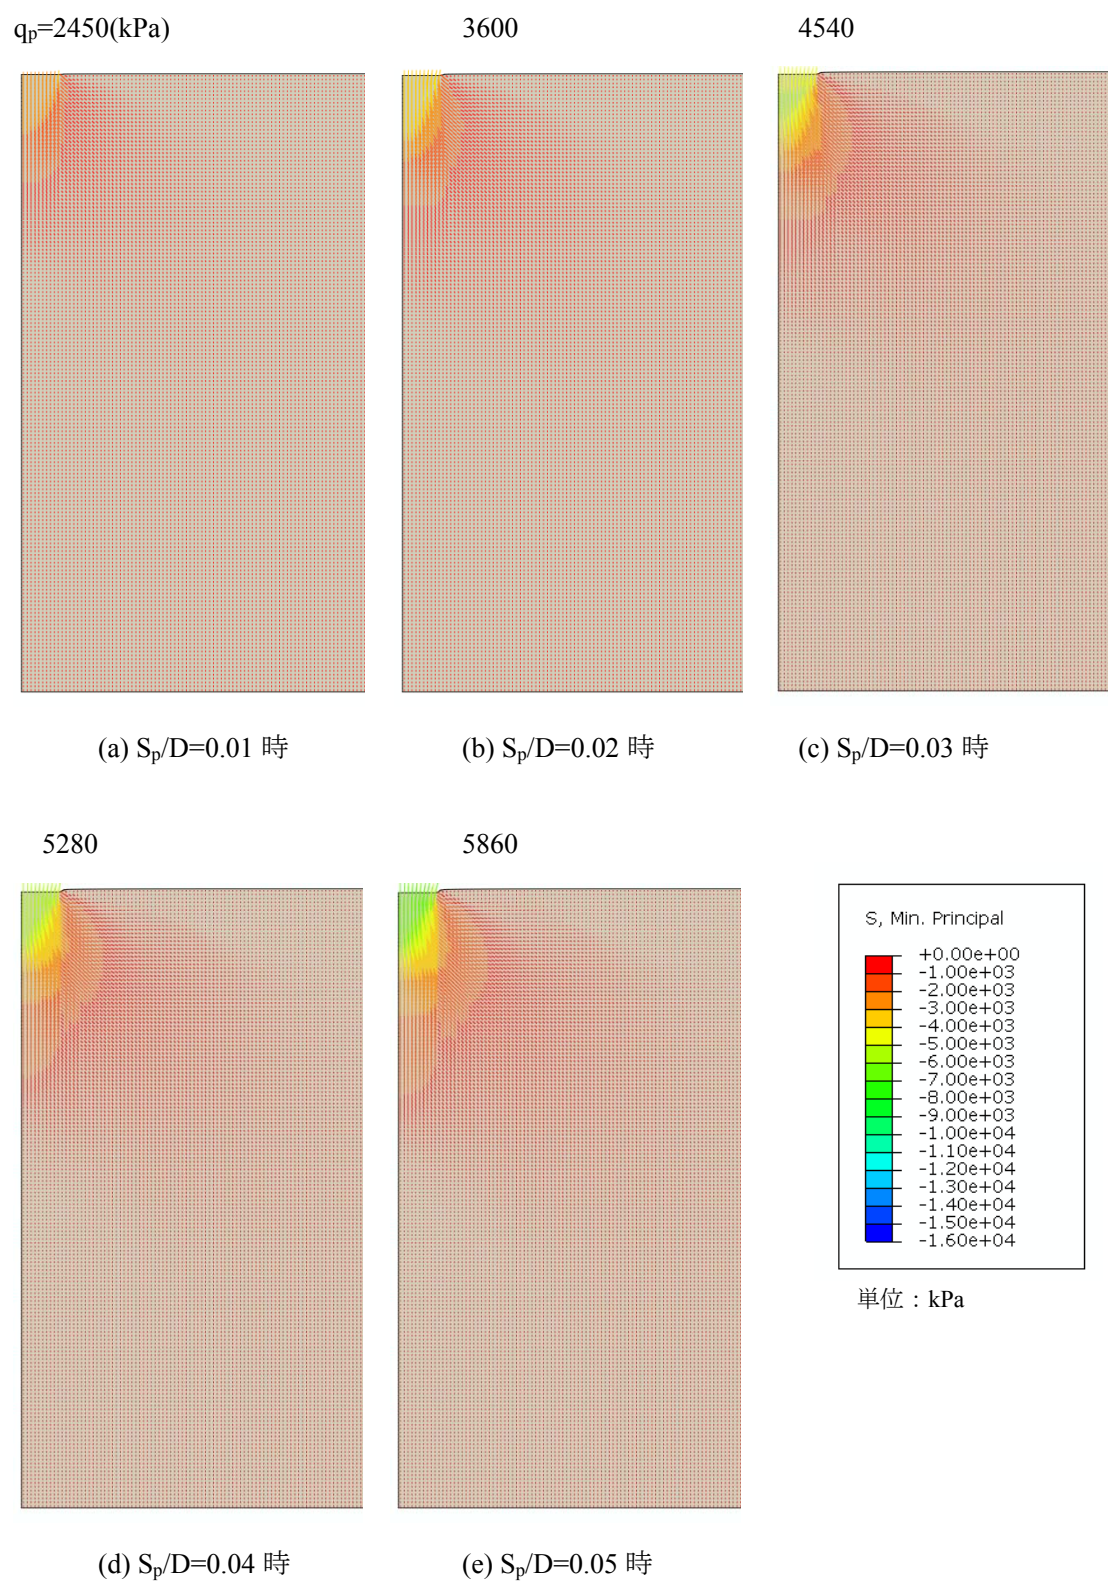 qp=2450(kPa)
3600
4540
(a) Sp/D=0.01 時
(b) Sp/D=0.02 時
(c) Sp/D=0.03 時
5280
5860
S, Min. Principal
+0.00e+00
-1.00e+03
-2.00e+03
-3.00e+03
-4.00e+03
-5.00e+03
-6.00e+03
-7.00e+03
-8.00e+03
-9.00e+03
-1.00e+04
-1.10e+04
-1.20e+04
-1.30e+04
-1.40e+04
-1.50e+04
-1.60e+04
単位：kPa
(d) Sp/D=0.04 時
(e) Sp/D=0.05 時